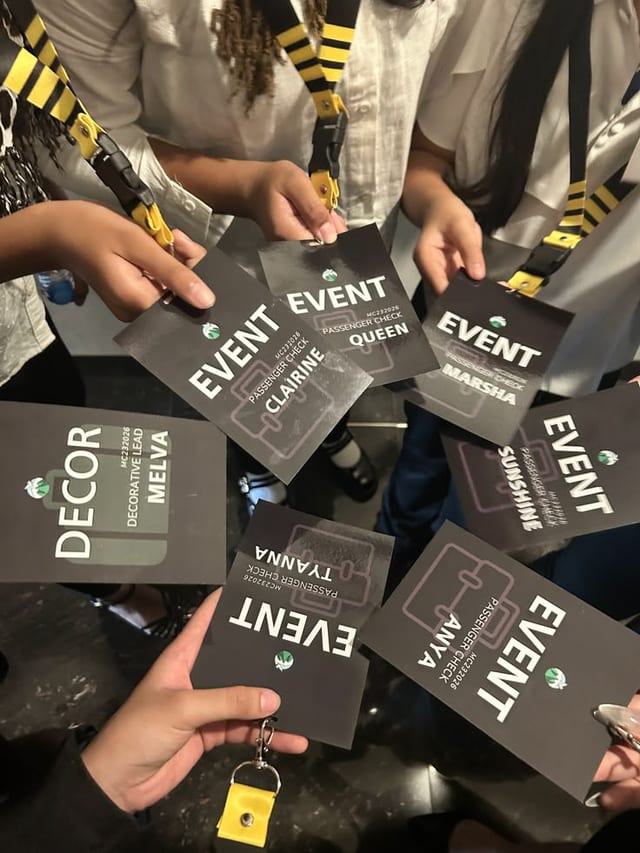 EVENT
MC232026
PASSENGER CHECK
QUEEN
EVENT
MC232026
PASSENGER CHECK
CLAIRINE
EVENT
PASSENGER CHECK
MARSHA
EVENT
MC232026
PASSENGER CHECK
SUNSHINE
DECOR
MC232026
DECORATIVE LEAD
MELVA
EVENT
MC232026
PASSENGER CHECK
TYANNA
EVENT
MC232026
PASSENGER CHECK
ANYA